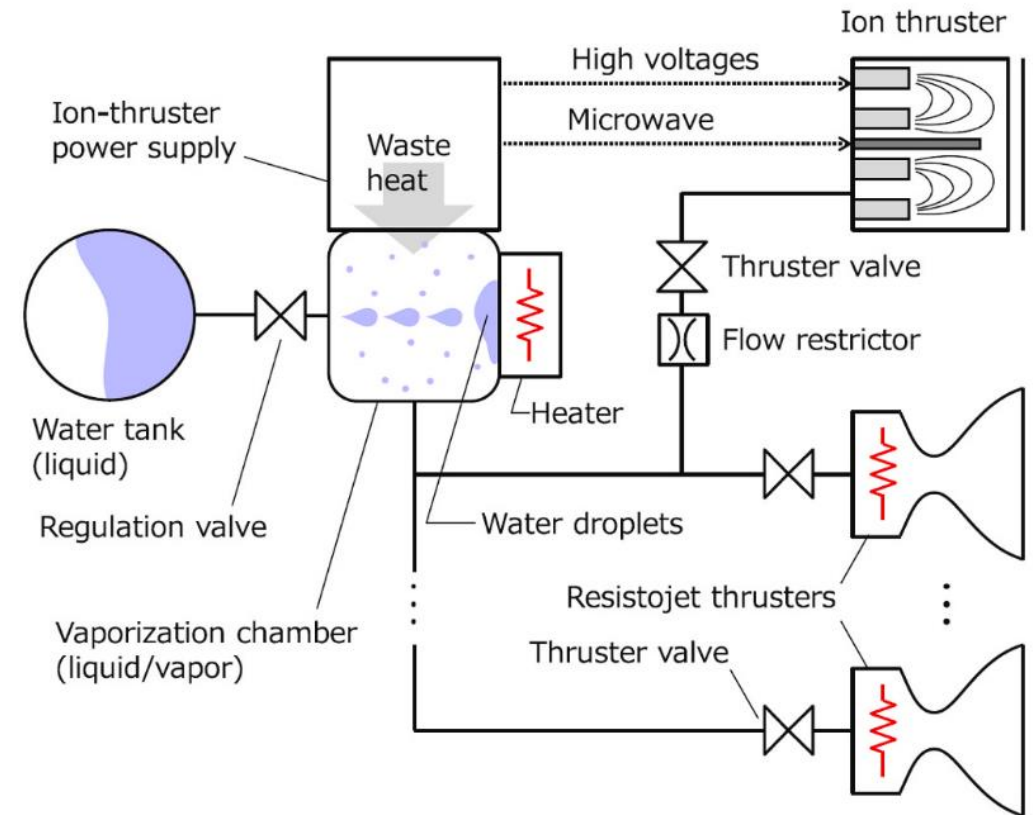 Ion thruster
High voltages
Ion-thruster
power supply
Microwave
Waste
heat
Thruster valve
Flow restrictor
Heater
Water tank
(liquid)
Regulation valve
Water droplets
Resistojet thrusters
Vaporization chamber
(liquid/vapor)
Thruster valve